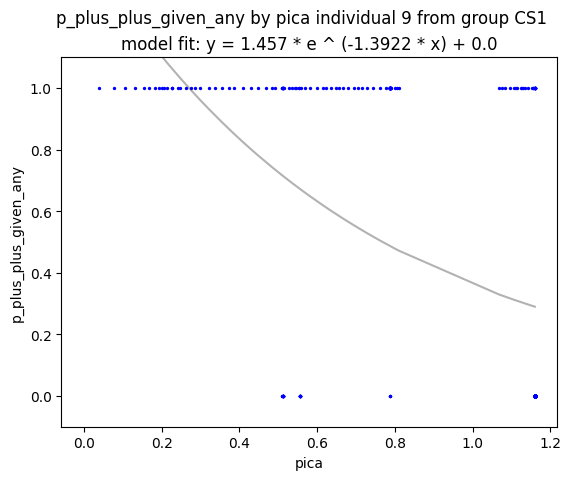 p_plus_plus_given_any by pica individual 9 from group CS1
model fit: y = 1.457 * e ^ (-1.3922 * x) + 0.0
p_plus_plus_given_any
1.0
0.8
0.6
0.4
0.2
0.0
0.0 0.2 0.4 0.6 0.8 1.0 1.2
pica